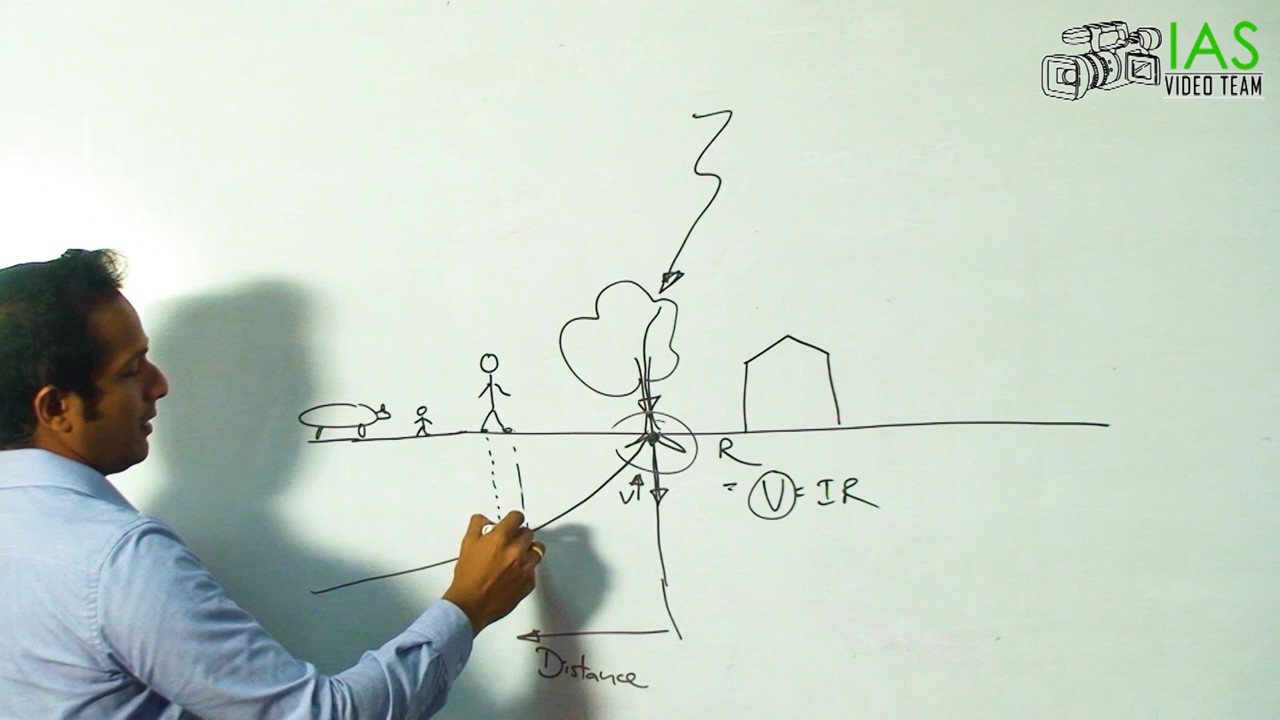 IAS
VIDEO TEAM
R
V
= V = IR
Distance